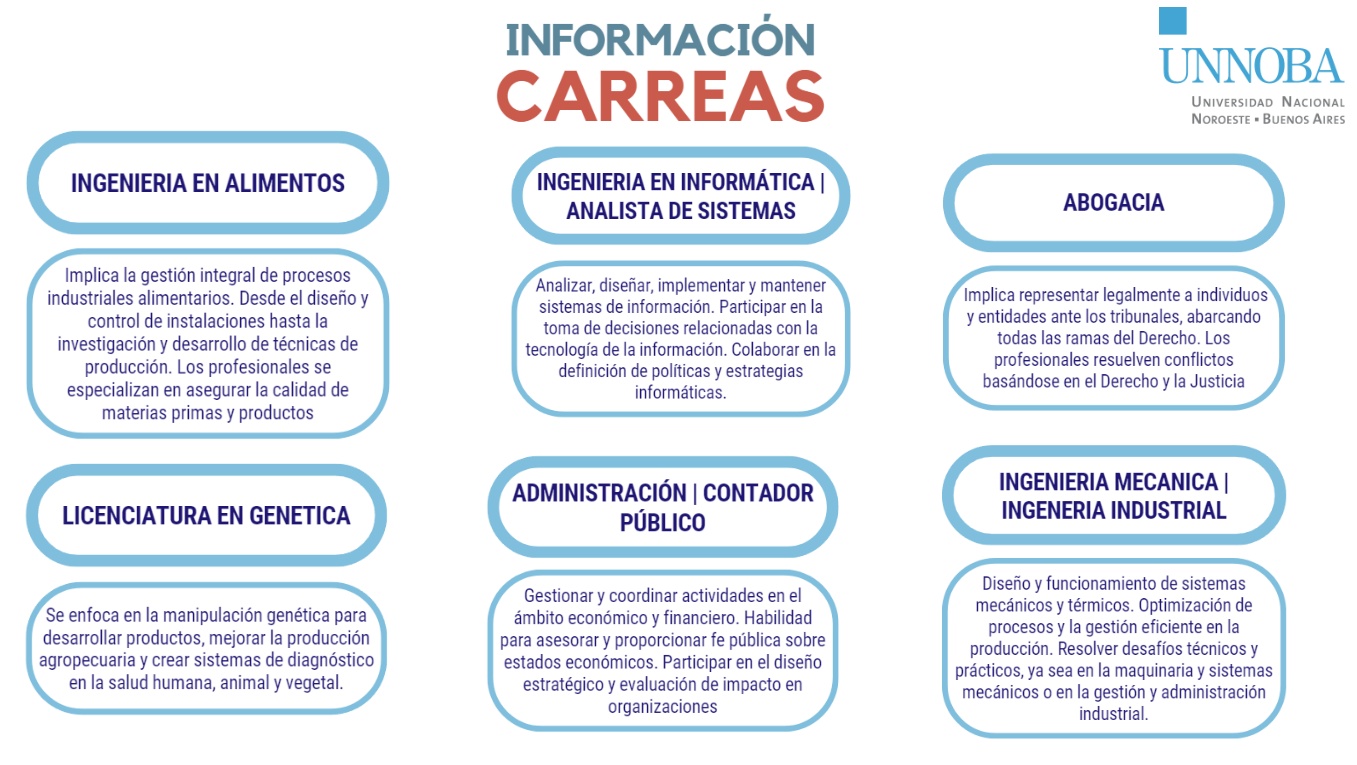 INFORMACIÓN
CARREAS
UNNOBA
UNIVERSIDAD NACIONAL
NOROESTE ▪ BUENOS AIRES
INGENIERIA EN ALIMENTOS
Implica la gestión integral de procesos
industriales alimentarios. Desde el diseño y
control de instalaciones hasta la
investigación y desarrollo de técnicas de
producción. Los profesionales se
especializan en asegurar la calidad de
materias primas y productos
INGENIERIA EN INFORMÁTICA |
ANALISTA DE SISTEMAS
Analizar, diseñar, implementar y mantener
sistemas de información. Participar en la
toma de decisiones relacionadas con la
tecnología de la información. Colaborar en la
definición de políticas y estrategias
informáticas.
ABOGACIA
Implica representar legalmente a individuos
y entidades ante los tribunales, abarcando
todas las ramas del Derecho. Los
profesionales resuelven conflictos
basándose en el Derecho y la Justicia
LICENCIATURA EN GENETICA
Se enfoca en la manipulación genética para
desarrollar productos, mejorar la producción
agropecuaria y crear sistemas de diagnóstico
en la salud humana, animal y vegetal.
ADMINISTRACIÓN | CONTADOR
PÚBLICO
Gestionar y coordinar actividades en el
ámbito económico y financiero. Habilidad
para asesorar y proporcionar fe pública sobre
estados económicos. Participar en el diseño
estratégico y evaluación de impacto en
organizaciones
INGENIERIA MECANICA |
INGENERIA INDUSTRIAL
Diseño y funcionamiento de sistemas
mecánicos y térmicos. Optimización de
procesos y la gestión eficiente en la
producción. Resolver desafíos técnicos y
prácticos, ya sea en la maquinaria y sistemas
mecánicos o en la gestión y administración
industrial.